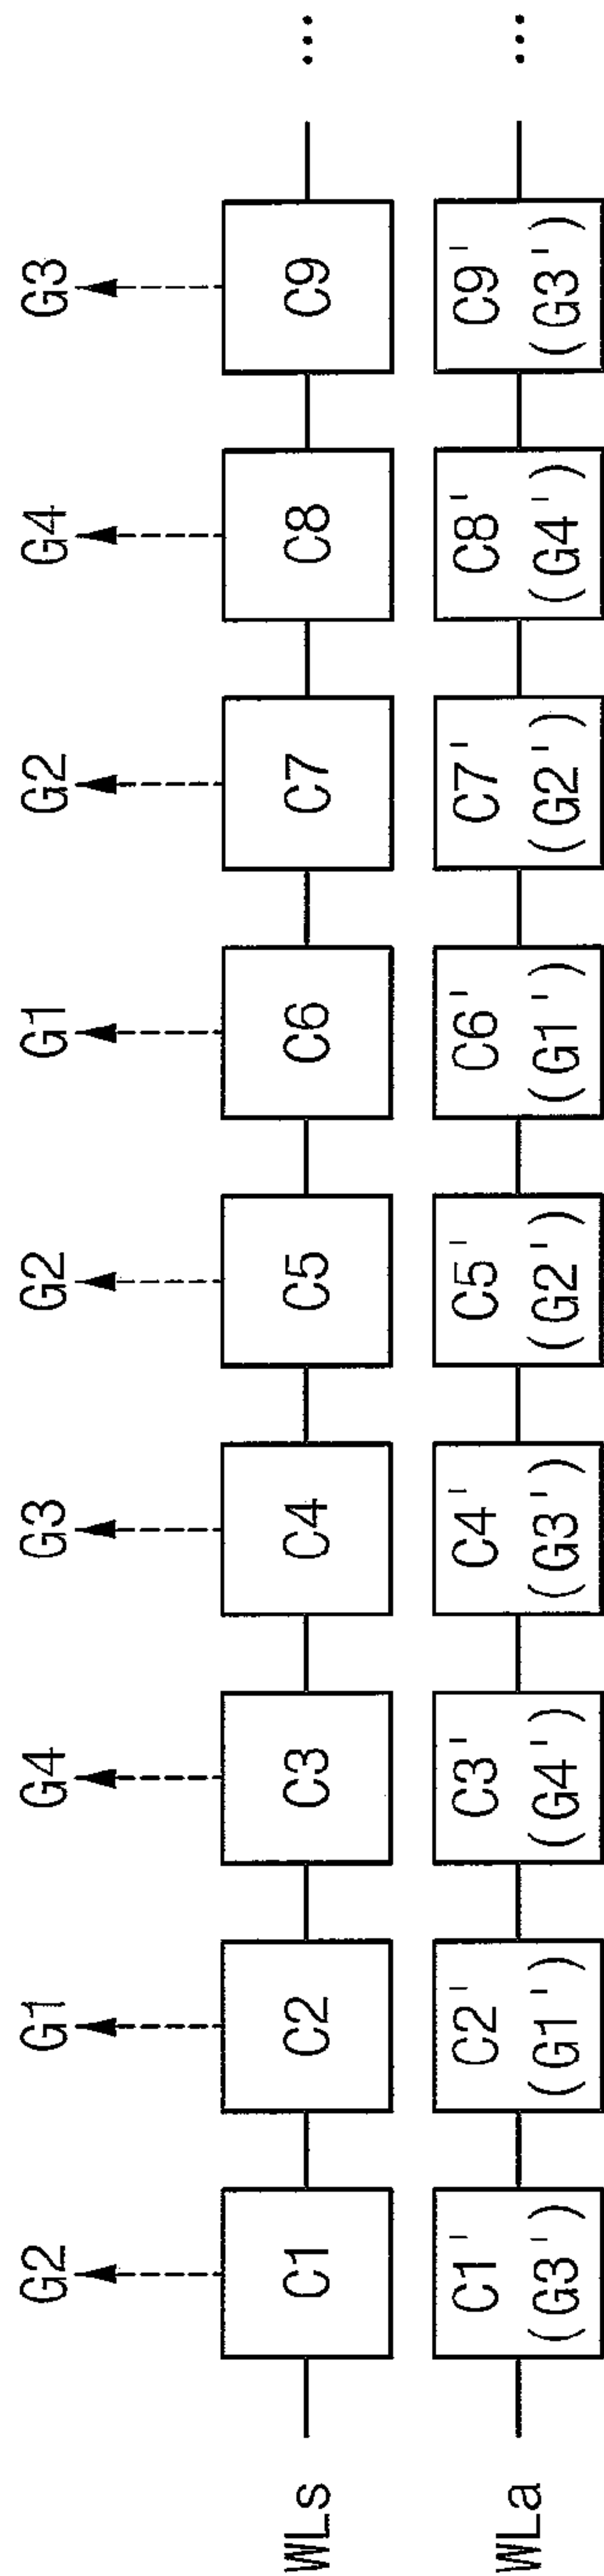 G2 G1 G4 G3 G2 G1 G2 G4 G3
WLs C1 C2 C3 C4 C5 C6 C7 C8 C9 ...
WLa C1' C2' C3' C4' C5' C6' C7' C8' C9' ...
(G3') (G1') (G4') (G3') (G2') (G1') (G2') (G4') (G3')